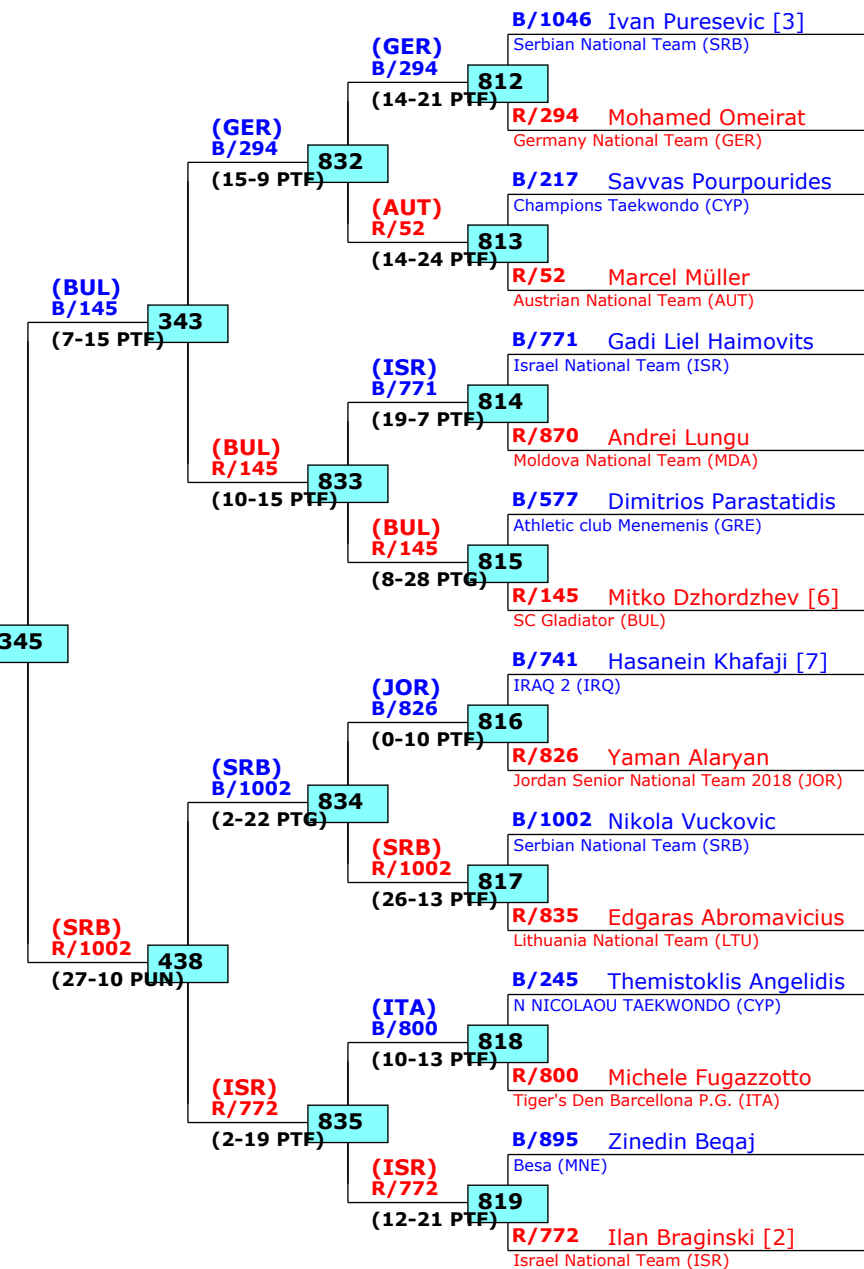 B/1046 Ivan Puresevic [3]
Serbian National Team (SRB)
(GER)
B/294
812
(14-21 PTF)
R/294 Mohamed Omeirat
Germany National Team (GER)
(GER)
B/294
832
(15-9 PTF)
B/217 Savvas Pourpourides
Champions Taekwondo (CYP)
(AUT)
R/52
813
(14-24 PTF)
R/52 Marcel Müller
Austrian National Team (AUT)
(BUL)
B/145
343
(7-15 PTF)
B/771 Gadi Liel Haimovits
Israel National Team (ISR)
(ISR)
B/771
814
(19-7 PTF)
R/870 Andrei Lungu
Moldova National Team (MDA)
(BUL)
R/145
833
(10-15 PTF)
B/577 Dimitrios Parastatidis
Athletic club Menemenis (GRE)
(BUL)
R/145
815
(8-28 PTG)
R/145 Mitko Dzhordzhev [6]
SC Gladiator (BUL)
345
B/741 Hasanein Khafaji [7]
IRAQ 2 (IRQ)
(JOR)
B/826
816
(0-10 PTF)
R/826 Yaman Alaryan
Jordan Senior National Team 2018 (JOR)
(SRB)
B/1002
834
(2-22 PTG)
B/1002 Nikola Vuckovic
Serbian National Team (SRB)
(SRB)
R/1002
817
(26-13 PTF)
R/835 Edgaras Abromavicius
Lithuania National Team (LTU)
(SRB)
R/1002
438
(27-10 PUN)
B/245 Themistoklis Angelidis
N NICOLAOU TAEKWONDO (CYP)
(ITA)
B/800
818
(10-13 PTF)
R/800 Michele Fugazzotto
Tiger's Den Barcellona P.G. (ITA)
(ISR)
R/772
835
(2-19 PTF)
B/895 Zinedin Beqaj
Besa (MNE)
(ISR)
R/772
819
(12-21 PTF)
R/772 Ilan Braginski [2]
Israel National Team (ISR)